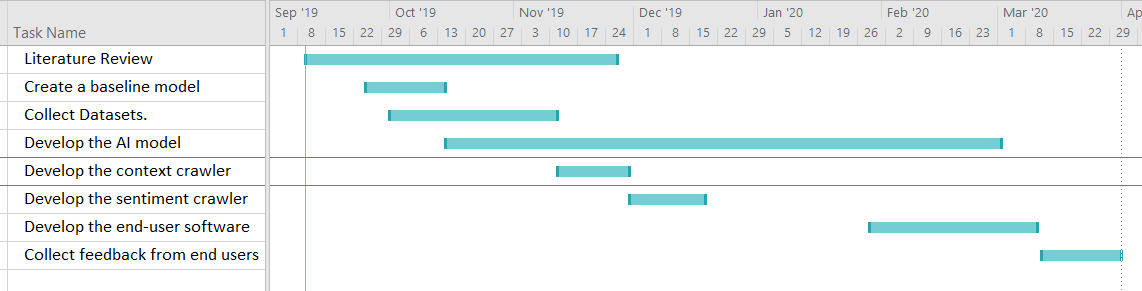 Sep '19 Oct '19 Nov '19 Dec '19 Jan '20 Feb '20 Mar '20 Ap
Task Name 1 8 15 22 29 6 13 20 27 3 10 17 24 1 8 15 22 29 5 12 19 26 2 9 16 23 1 8 15 22 29
Literature Review
Create a baseline model
Collect Datasets.
Develop the AI model
Develop the context crawler
Develop the sentiment crawler
Develop the end-user software
Collect feedback from end users